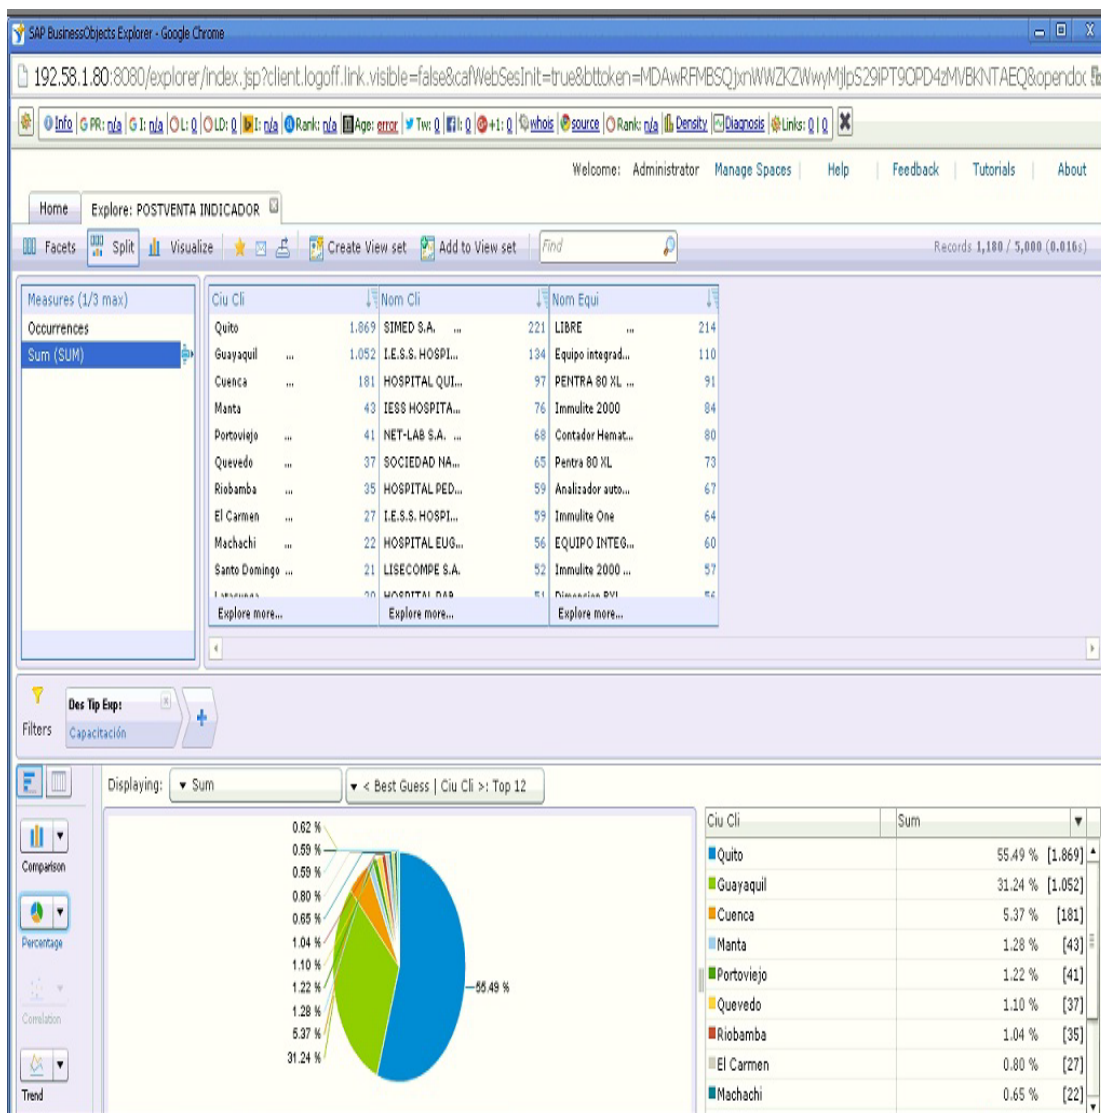 SAP BusinessObjects Explorer - Google Chrome
192.58.1.80:8080/explorer/index.jsp?client.logoff.link.visible=false&cafWebSesInit=true&bttoken=
Info | PR: n/a | I: n/a | L: 0 | LD: 0 | I: n/a | Rank: n/a | Age: error | Tw: 0 | l: 0 | +1: 0 | whois | source | Rank: n/a | Density | Diagnosis | Links: 0 | 0
Welcome: Administrator Manage Spaces | Help | Feedback | Tutorials | About
Home Explore: POSTVENTA INDICADOR
Facets Split Visualize Create View set Add to View set Find Records 1,180 / 5,000 (0.016s)
Measures (1/3 max) Ciu Cli Nom Cli Nom Equi
Occurrences Quito 1.869 SIMED S.A. ... 221 LIBRE ... 214
Sum (SUM) Guayaquil ... 1.052 I.E.S.S. HOSPI... 134 Equipo integrad... 110
Cuenca ... 181 HOSPITAL QUI... 97 PENTRA 80 XL ... 91
Manta 43 IESS HOSPITA... 76 Immulite 2000 84
Portoviejo ... 41 NET-LAB S.A. ... 68 Contador Hemat... 80
Quevedo ... 37 SOCIEDAD NA... 65 Pentra 80 XL 73
Riobamba ... 35 HOSPITAL PED... 59 Analizador auto... 67
El Carmen ... 27 I.E.S.S. HOSPI... 59 Immulite One 64
Machachi ... 22 HOSPITAL EUG... 56 EQUIPO INTEG... 60
Santo Domingo ... 21 LISECOMPE S.A. 52 Immulite 2000 ... 57
Explore more... Explore more... Explore more...
Filters Des Tip Exp:
Capacitación
Displaying: Sum < Best Guess | Ciu Cli >: Top 12
Comparison
Percentage
Correlation
Trend
0.62 %
0.59 %
0.59 %
0.80 %
0.65 %
1.04 %
1.10 %
1.22 %
1.28 %
5.37 %
31.24 %
55.49 %
Ciu Cli Sum
Quito 55.49 % [1.869]
Guayaquil 31.24 % [1.052]
Cuenca 5.37 % [181]
Manta 1.28 % [43]
Portoviejo 1.22 % [41]
Quevedo 1.10 % [37]
Riobamba 1.04 % [35]
El Carmen 0.80 % [27]
Machachi 0.65 % [22]